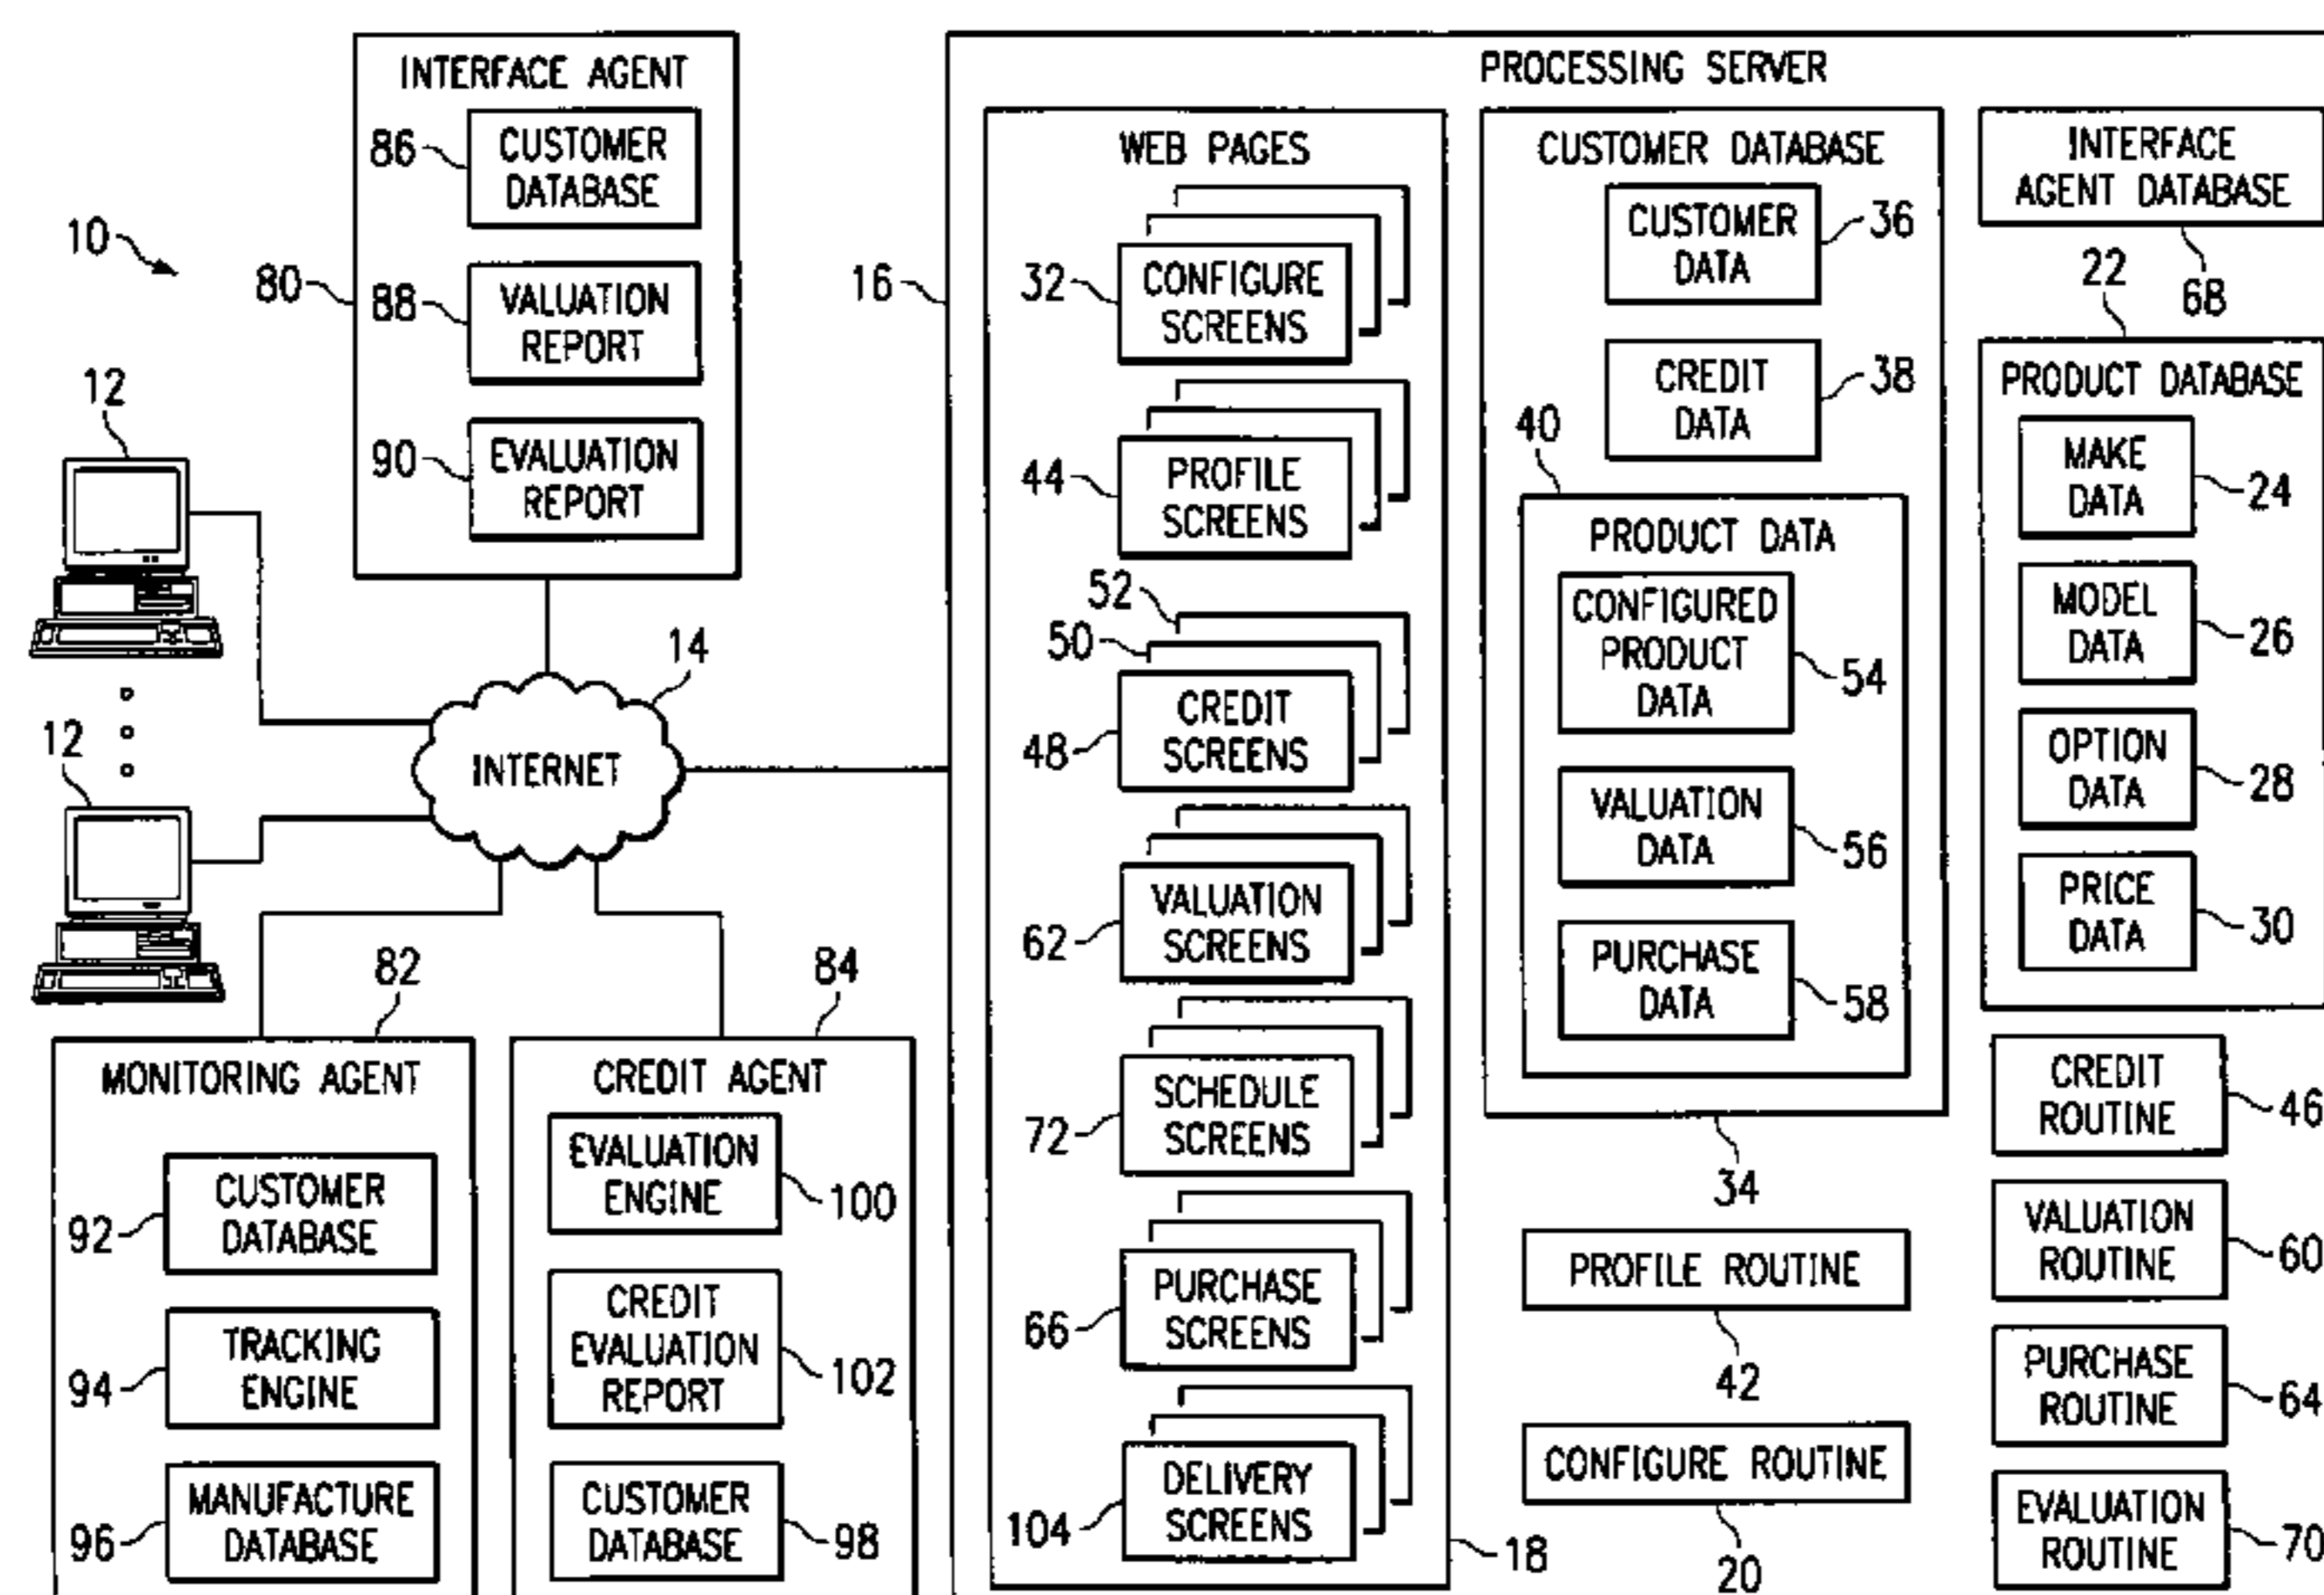 10
12
12
INTERFACE AGENT
80
86
CUSTOMER
DATABASE
88
VALUATION
REPORT
90
EVALUATION
REPORT
14
INTERNET
82
MONITORING AGENT
92
CUSTOMER
DATABASE
94
TRACKING
ENGINE
96
MANUFACTURE
DATABASE
84
CREDIT AGENT
EVALUATION
ENGINE
100
CREDIT
EVALUATION
REPORT
102
CUSTOMER
DATABASE
98
PROCESSING SERVER
16
WEB PAGES
32
CONFIGURE
SCREENS
44
PROFILE
SCREENS
52
50
48
CREDIT
SCREENS
62
VALUATION
SCREENS
72
SCHEDULE
SCREENS
66
PURCHASE
SCREENS
104
DELIVERY
SCREENS
18
CUSTOMER DATABASE
CUSTOMER
DATA
36
CREDIT
DATA
38
40
PRODUCT DATA
CONFIGURED
PRODUCT
DATA
54
VALUATION
DATA
56
PURCHASE
DATA
58
34
PROFILE ROUTINE
42
CONFIGURE ROUTINE
20
INTERFACE
AGENT DATABASE
68
22
PRODUCT DATABASE
MAKE
DATA
24
MODEL
DATA
26
OPTION
DATA
28
PRICE
DATA
30
CREDIT
ROUTINE
46
VALUATION
ROUTINE
60
PURCHASE
ROUTINE
64
EVALUATION
ROUTINE
70